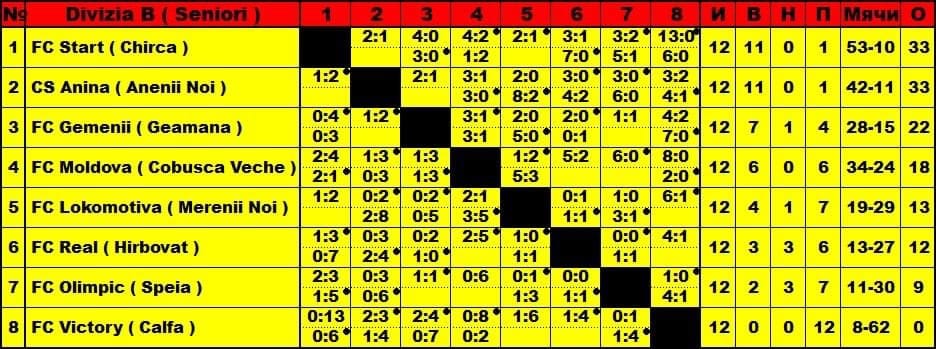 № Divizia B ( Seniori ) 1 2 3 4 5 6 7 8 И В Н П Мячи О
1 FC Start ( Chirca ) 2:1 4:0 4:2 2:1 3:1 3:2 13:0 12 11 0 1 53-10 33
3:0 1:2 7:0 5:1 6:0
2 CS Anina ( Anenii Noi ) 1:2 2:1 3:1 2:0 3:0 3:0 3:2 12 11 0 1 42-11 33
3:0 8:2 4:2 6:0 4:1
3 FC Gemenii ( Geamana ) 0:4 1:2 3:1 2:0 2:0 1:1 4:2 12 7 1 4 28-15 22
0:3 3:1 5:0 0:1 7:0
4 FC Moldova ( Cobusca Veche ) 2:4 1:3 1:3 1:2 5:2 6:0 8:0 12 6 0 6 34-24 18
2:1 0:3 1:3 5:3 2:0
5 FC Lokomotiva ( Merenii Noi ) 1:2 0:2 0:2 2:1 0:1 1:0 6:1 12 4 1 7 19-29 13
2:8 0:5 3:5 1:1 3:1
6 FC Real ( Hirbovat ) 1:3 0:3 0:2 2:5 1:0 0:0 4:1 12 3 3 6 13-27 12
0:7 2:4 1:0 1:1 1:1
7 FC Olimpic ( Speia ) 2:3 0:3 1:1 0:6 0:1 0:0 1:0 12 2 3 7 11-30 9
1:5 0:6 1:3 1:1 4:1
8 FC Victory ( Calfa ) 0:13 2:3 2:4 0:8 1:6 1:4 0:1 12 0 0 12 8-62 0
0:6 1:4 0:7 0:2 1:4